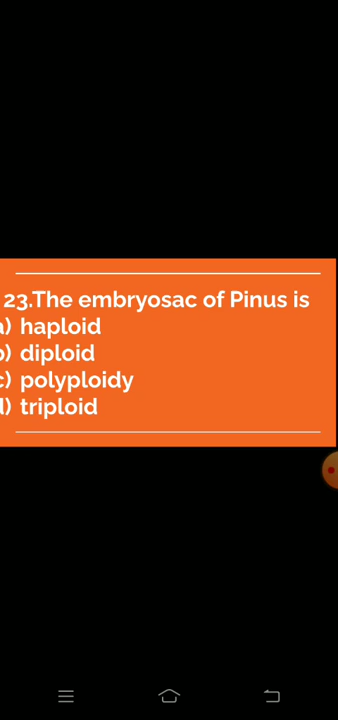 23.The embryosac of Pinus is
a) haploid
b) diploid
c) polyploidy
d) triploid